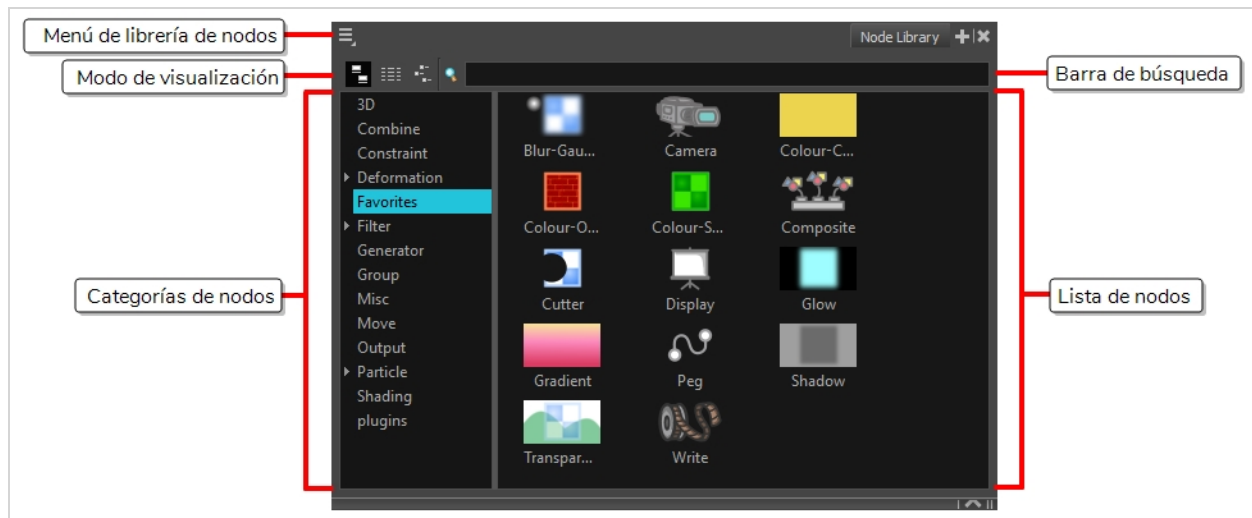 Menú de librería de nodos
Node Library
Modo de visualización
Barra de búsqueda
Categorías de nodos
3D
Combine
Constraint
Deformation
Favorites
Filter
Generator
Group
Misc
Move
Output
Particle
Shading
plugins
Blur-Gau... Camera Colour-C...
Colour-O... Colour-S... Composite
Cutter Display Glow
Gradient Peg Shadow
Transpar... Write
Lista de nodos